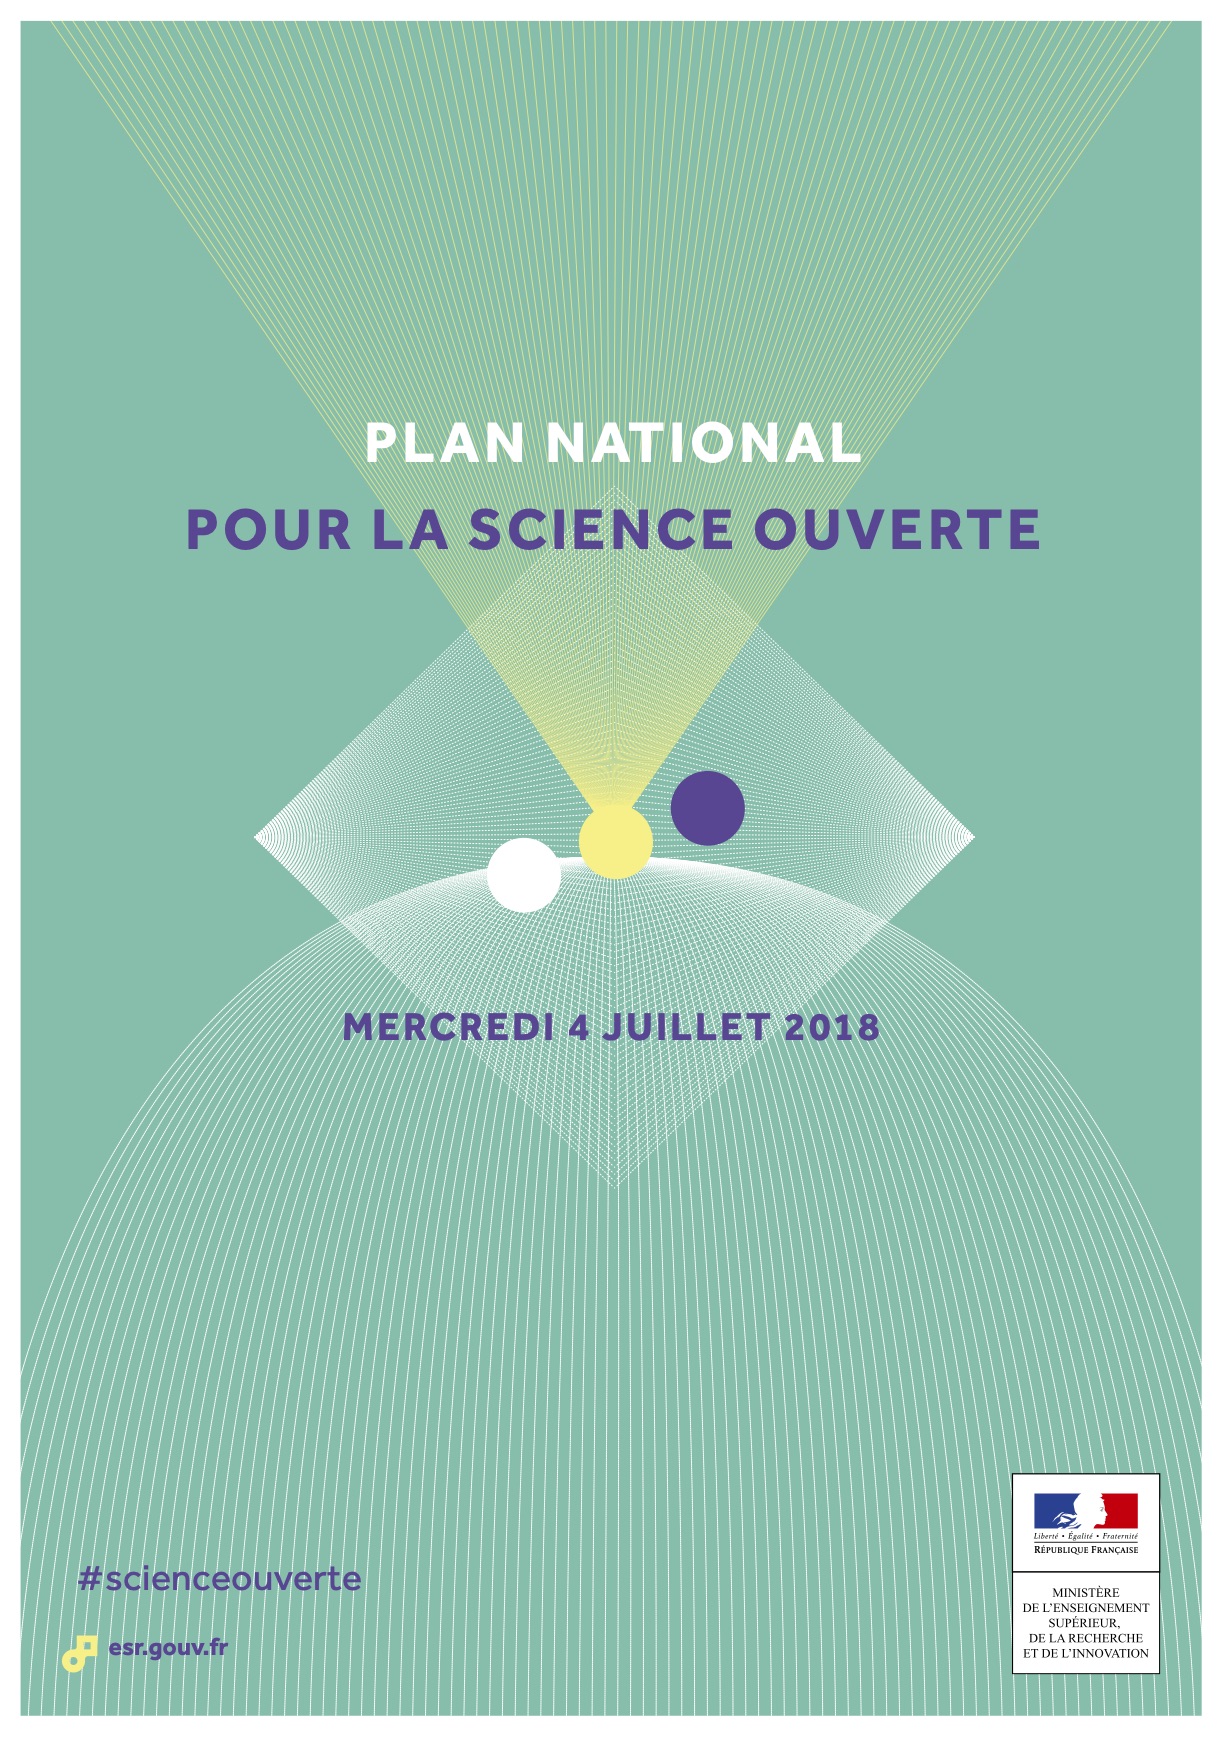 PLAN NATIONAL
POUR LA SCIENCE OUVERTE
MERCREDI 4 JUILLET 2018
#scienceouverte
esr.gouv.fr
Liberté • Égalité • Fraternité
RÉPUBLIQUE FRANÇAISE
MINISTÈRE
DE L'ENSEIGNEMENT
SUPÉRIEUR,
DE LA RECHERCHE
ET DE L'INNOVATION